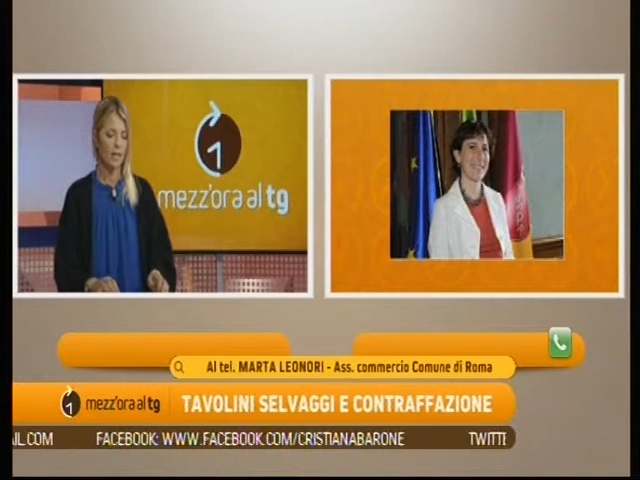 1
mezz'ora al tg
Al tel. MARTA LEONORI - Ass. commercio Comune di Roma
mezz'ora al tg
TAVOLINI SELVAGGI E CONTRAFFAZIONE
AIL.COM FACEBOOK: WWW.FACEBOOK.COM/CRISTIANABARONE TWITTE